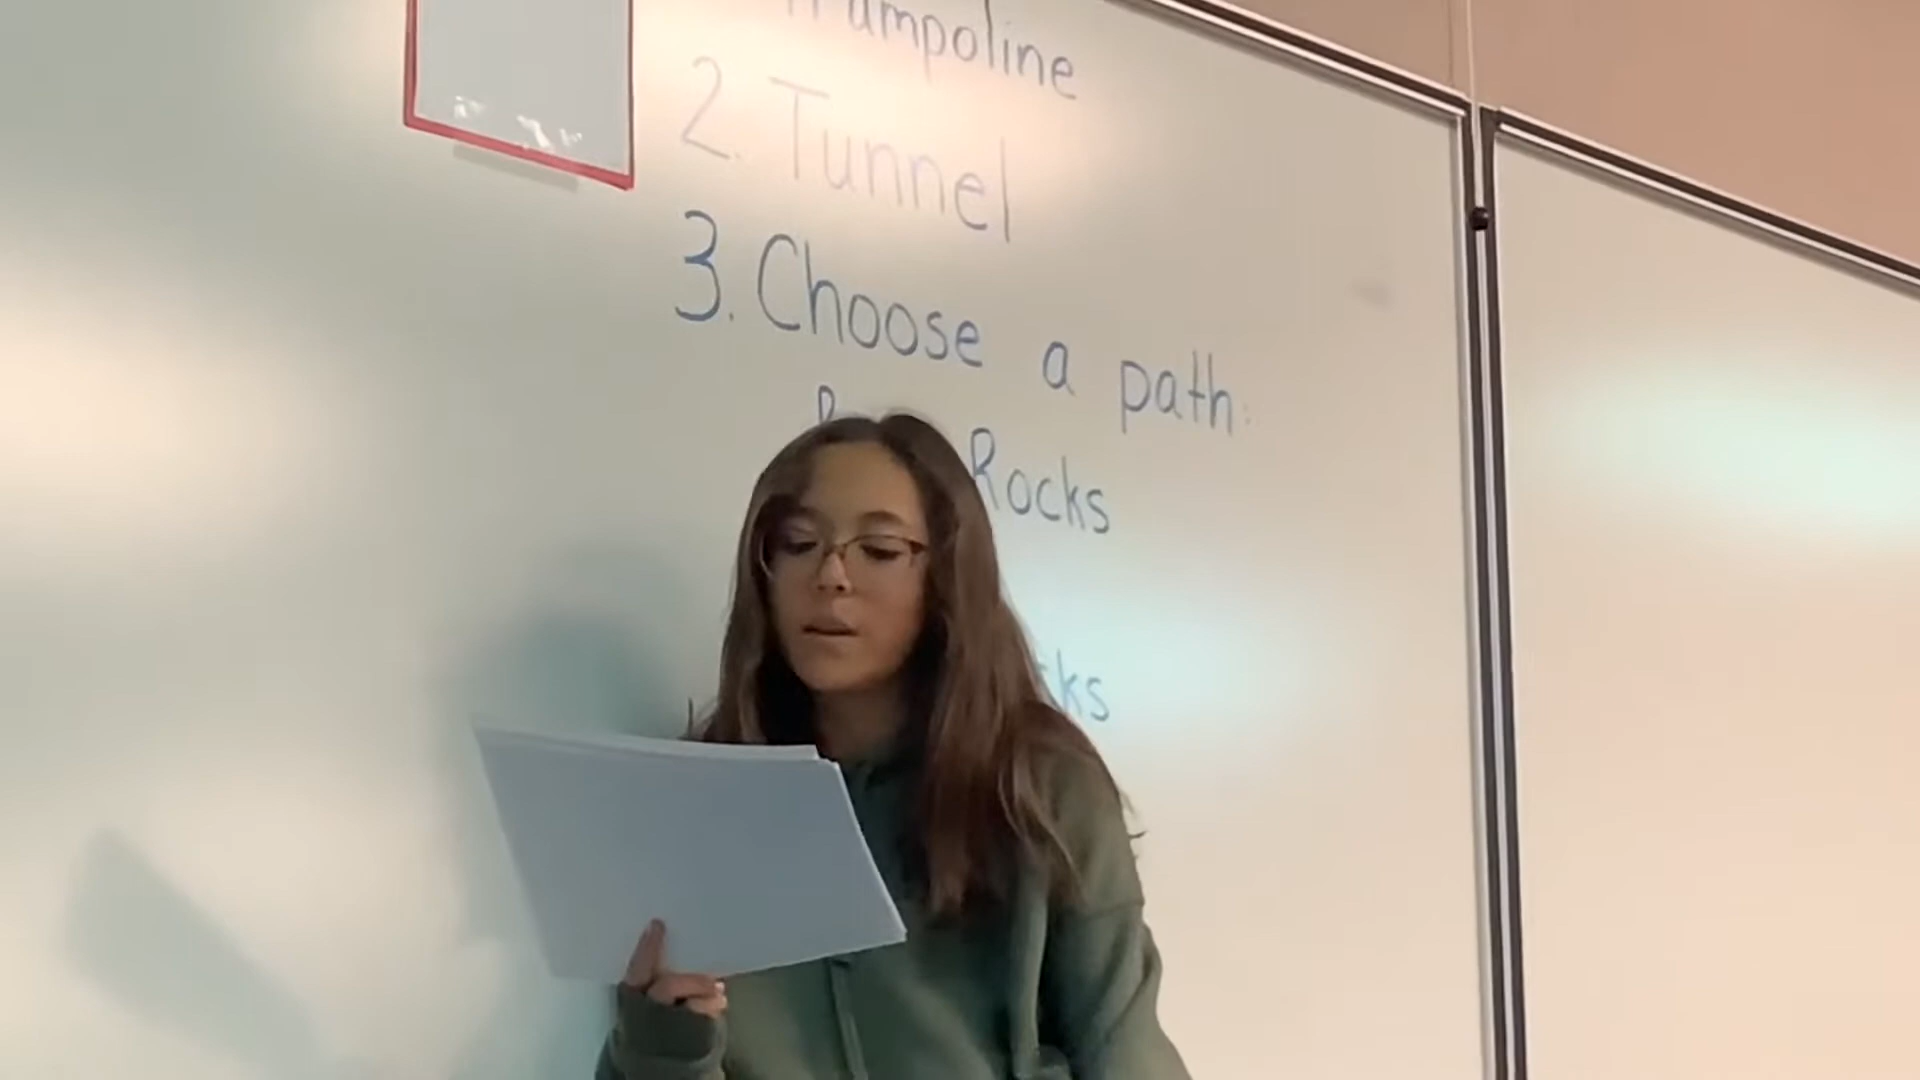 Trampoline
2. Tunnel
3. Choose a path:
Rocks